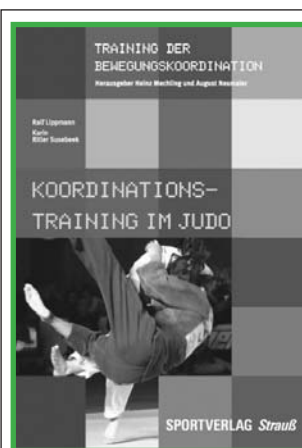 TRAINING DER
BEWEGUNGSKOORDINATION
Herausgeber Heinz Mechling und August Neumaier
Ralf Lippmann
Karin
Ritler Susebeek
KOORDINATIONS-
TRAINING IM JUDO
SPORTVERLAG Strauß